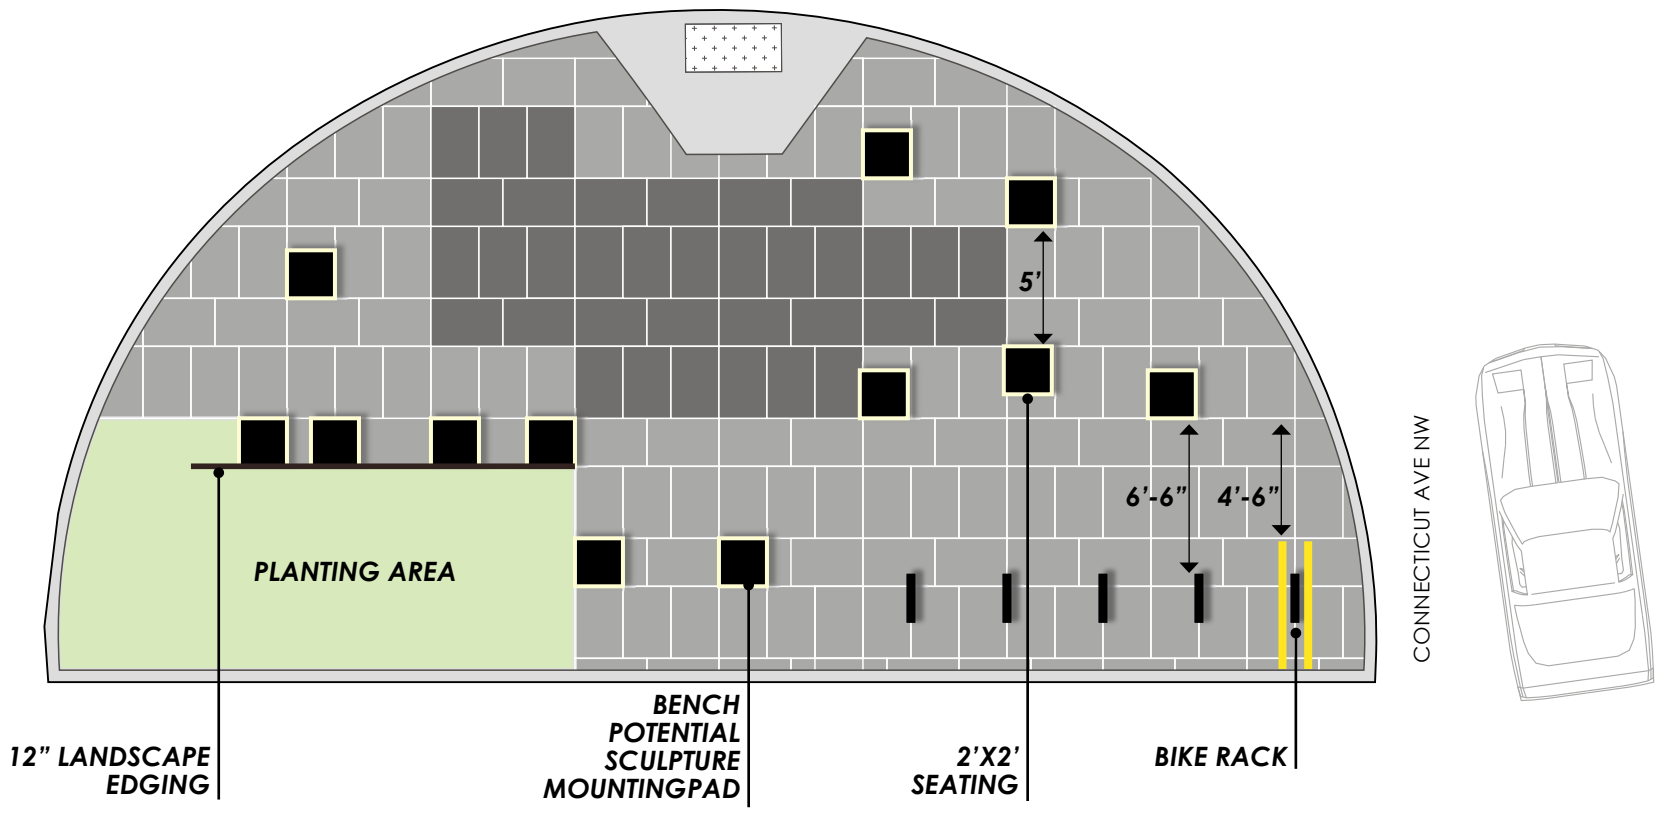 5’
6’-6”
4’-6”
CONNECTICUT AVE NW
PLANTING AREA
12” LANDSCAPE
EDGING
BENCH
POTENTIAL
SCULPTURE
MOUNTINGPAD
2’X2’
SEATING
BIKE RACK